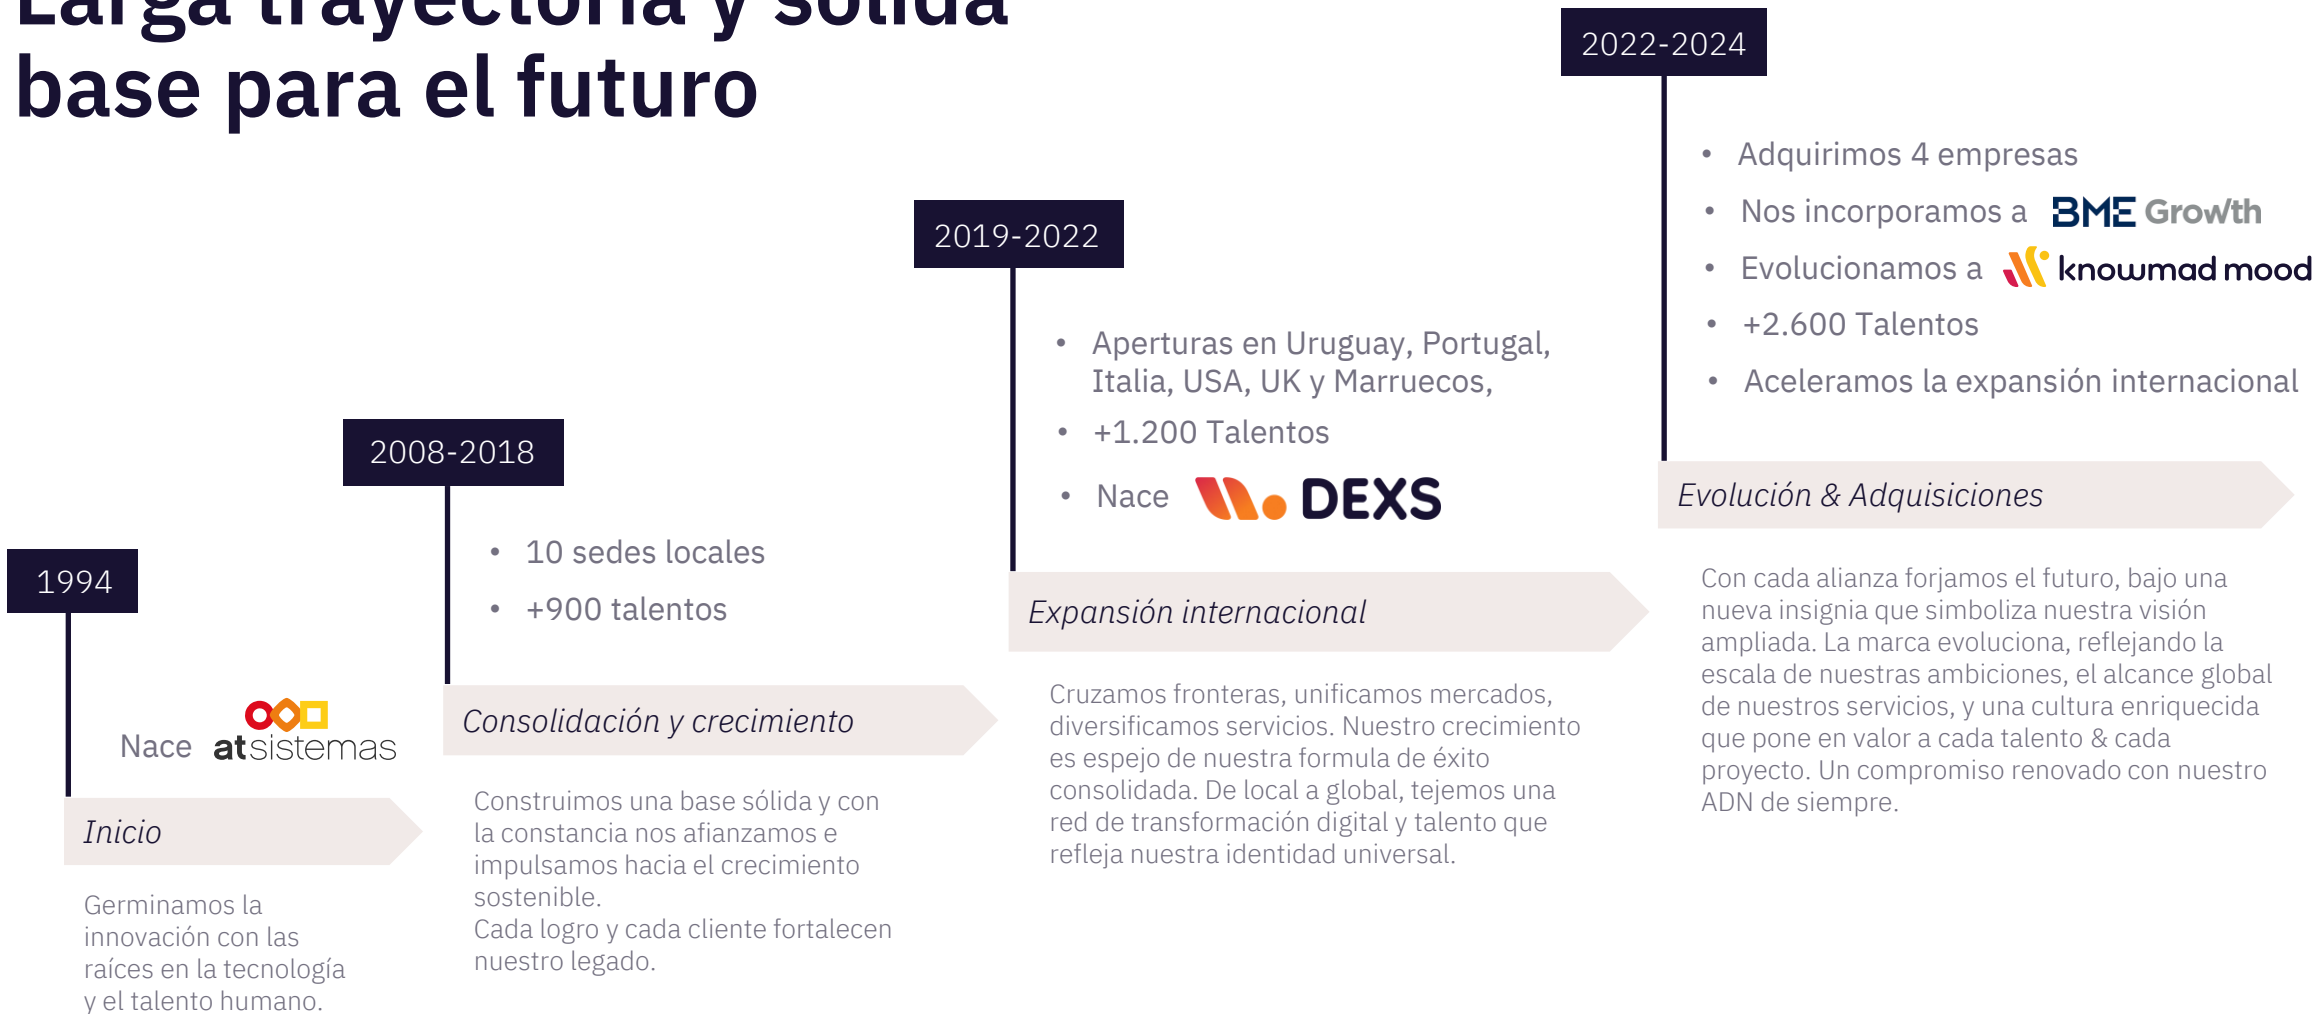 Larga trayectoria y sólida
base para el futuro
1994
Nace atsistemas
Inicio
Germinamos la
innovación con las
raíces en la tecnología
y el talento humano.
2008-2018
• 10 sedes locales
• +900 talentos
Consolidación y crecimiento
Construimos una base sólida y con
la constancia nos afianzamos e
impulsamos hacia el crecimiento
sostenible.
Cada logro y cada cliente fortalecen
nuestro legado.
2019-2022
• Aperturas en Uruguay, Portugal,
Italia, USA, UK y Marruecos,
• +1.200 Talentos
• Nace DEXS
Expansión internacional
Cruzamos fronteras, unificamos mercados,
diversificamos servicios. Nuestro crecimiento
es espejo de nuestra formula de éxito
consolidada. De local a global, tejemos una
red de transformación digital y talento que
refleja nuestra identidad universal.
2022-2024
• Adquirimos 4 empresas
• Nos incorporamos a BME Growth
• Evolucionamos a knowmad mood
• +2.600 Talentos
• Aceleramos la expansión internacional
Evolución & Adquisiciones
Con cada alianza forjamos el futuro, bajo una
nueva insignia que simboliza nuestra visión
ampliada. La marca evoluciona, reflejando la
escala de nuestras ambiciones, el alcance global
de nuestros servicios, y una cultura enriquecida
que pone en valor a cada talento & cada
proyecto. Un compromiso renovado con nuestro
ADN de siempre.